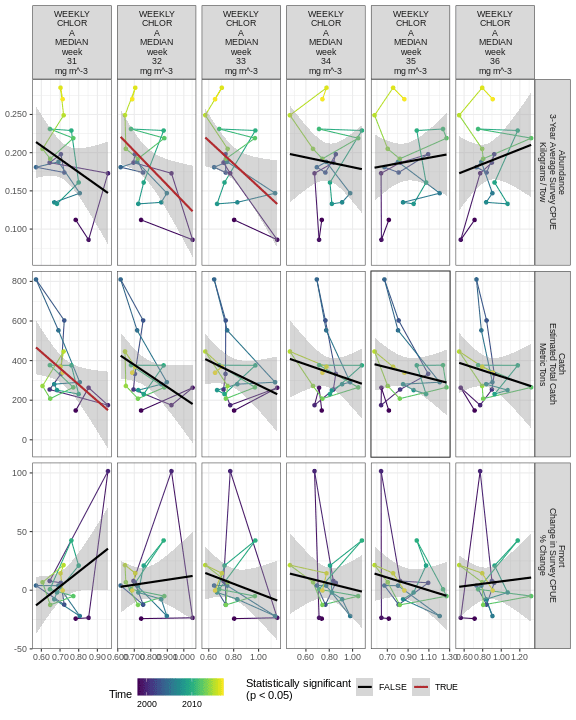 WEEKLY CHLOR A MEDIAN week 31 mg m^-3
WEEKLY CHLOR A MEDIAN week 32 mg m^-3
WEEKLY CHLOR A MEDIAN week 33 mg m^-3
WEEKLY CHLOR A MEDIAN week 34 mg m^-3
WEEKLY CHLOR A MEDIAN week 35 mg m^-3
WEEKLY CHLOR A MEDIAN week 36 mg m^-3
0.250
0.200
0.150
0.100
Abundance
3-Year Average Survey CPUE
Kilograms / Tow
800
600
400
200
0
Catch
Estimated Total Catch
Metric Tons
100
50
0
-50
Fmort
Change in Survey CPUE
% Change
0.60 0.70 0.80 0.90
0.60 0.70 0.80 0.90 1.00
0.60 0.80 1.00
0.60 0.80 1.00
0.70 0.90 1.10 1.30
0.60 0.80 1.00 1.20
Time
2000 2010
Statistically significant
(p < 0.05)
FALSE TRUE